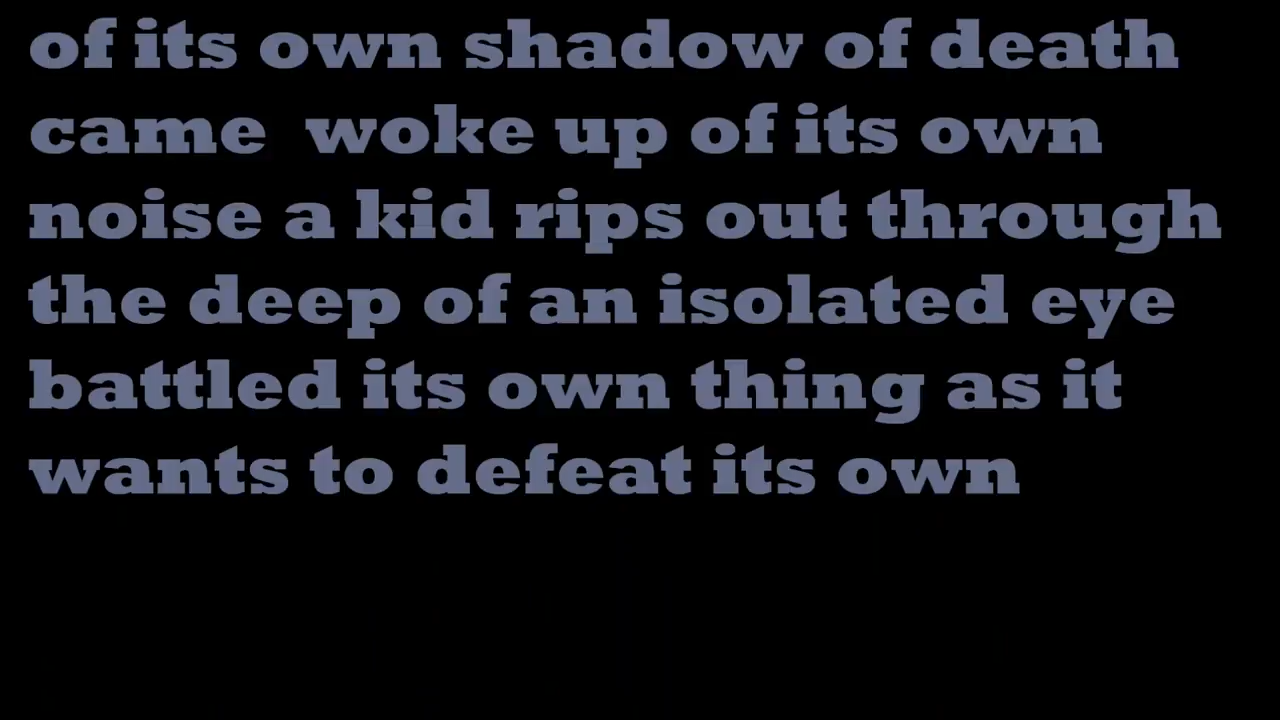 of its own shadow of death
came  woke up of its own
noise a kid rips out through
the deep of an isolated eye
battled its own thing as it
wants to defeat its own